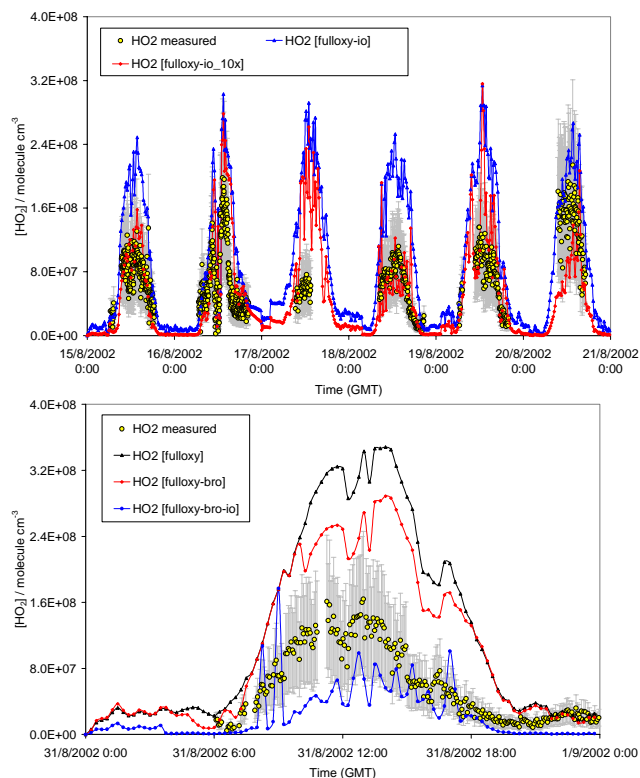 4.0E+08
HO2 measured
HO2 [fulloxy-io]
HO2 [fulloxy-io_10x]
3.2E+08
2.4E+08
1.6E+08
8.0E+07
0.0E+00
[HO2] / molecule cm-3
15/8/2002 16/8/2002 17/8/2002 18/8/2002 19/8/2002 20/8/2002 21/8/2002
0:00 0:00 0:00 0:00 0:00 0:00 0:00
Time (GMT)
4.0E+08
HO2 measured
HO2 [fulloxy]
HO2 [fulloxy-bro]
HO2 [fulloxy-bro-io]
3.2E+08
2.4E+08
1.6E+08
8.0E+07
0.0E+00
[HO2] / molecule cm-3
31/8/2002 0:00 31/8/2002 6:00 31/8/2002 12:00 31/8/2002 18:00 1/9/2002 0:00
Time (GMT)